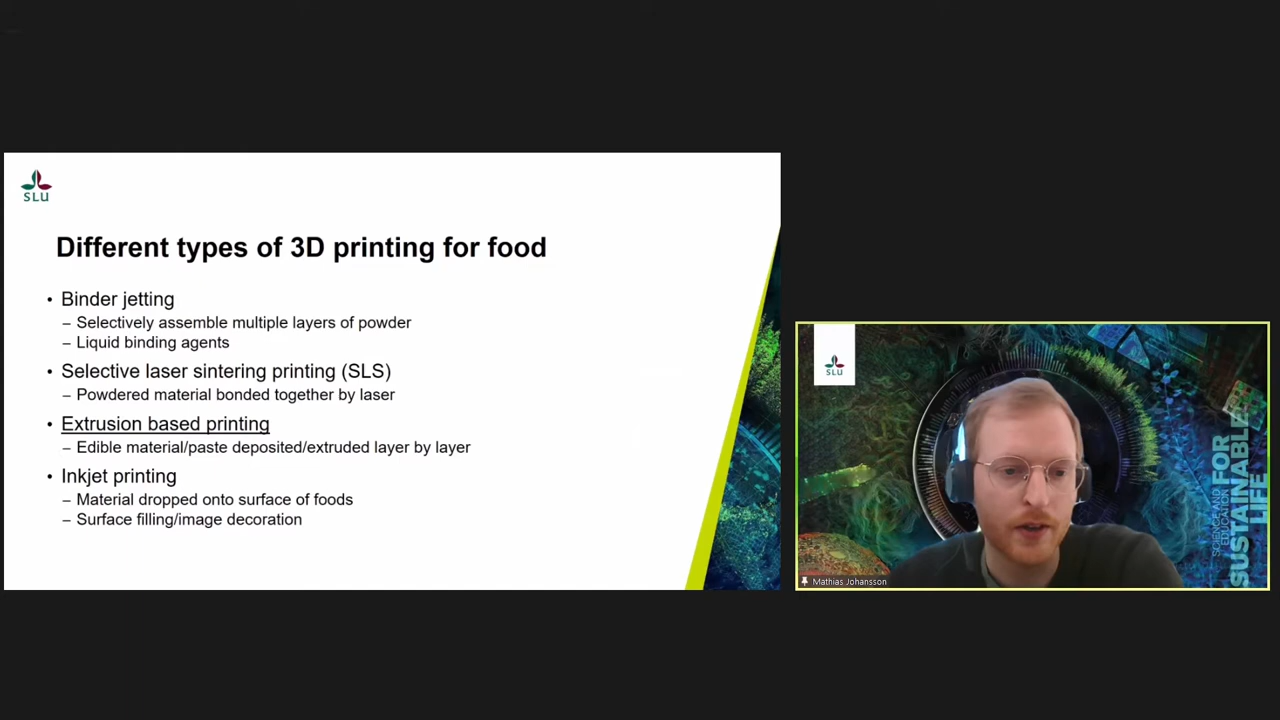 SLU
Different types of 3D printing for food
• Binder jetting
– Selectively assemble multiple layers of powder
– Liquid binding agents
• Selective laser sintering printing (SLS)
– Powdered material bonded together by laser
• Extrusion based printing
– Edible material/paste deposited/extruded layer by layer
• Inkjet printing
– Material dropped onto surface of foods
– Surface filling/image decoration
SLU
SCIENCE AND
EDUCATION FOR
SUSTAINABLE
LIFE
Mathias Johansson